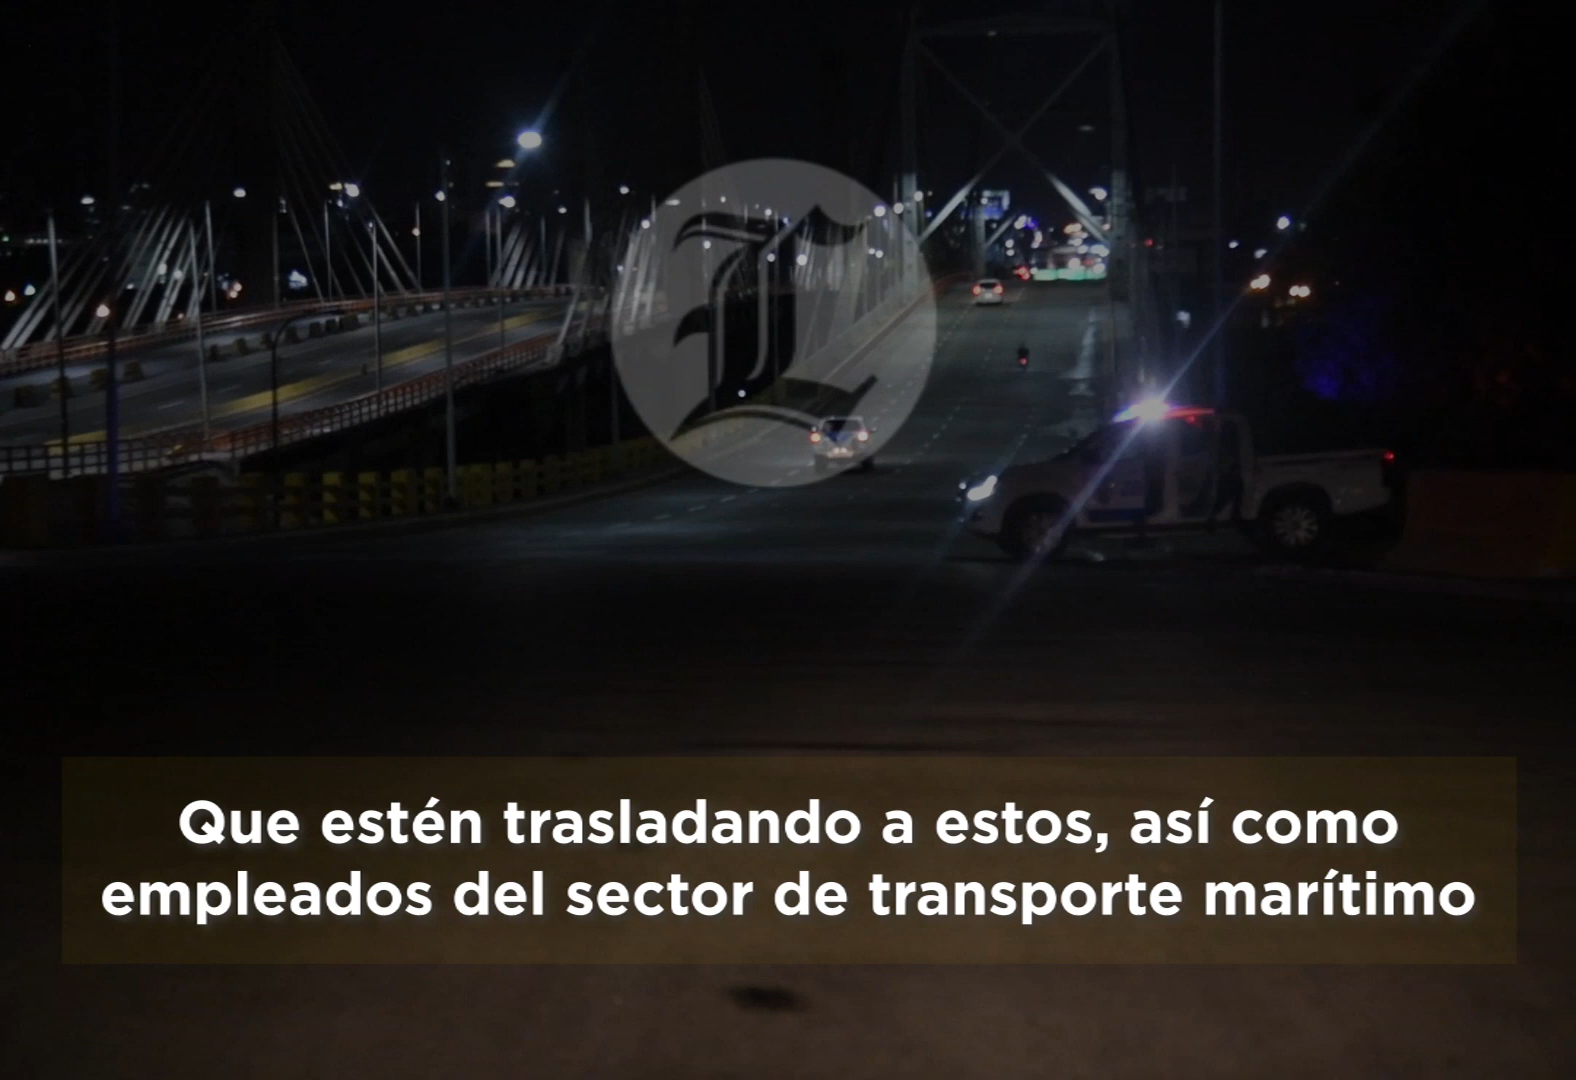 L
Que estén trasladando a estos, así como
empleados del sector de transporte marítimo